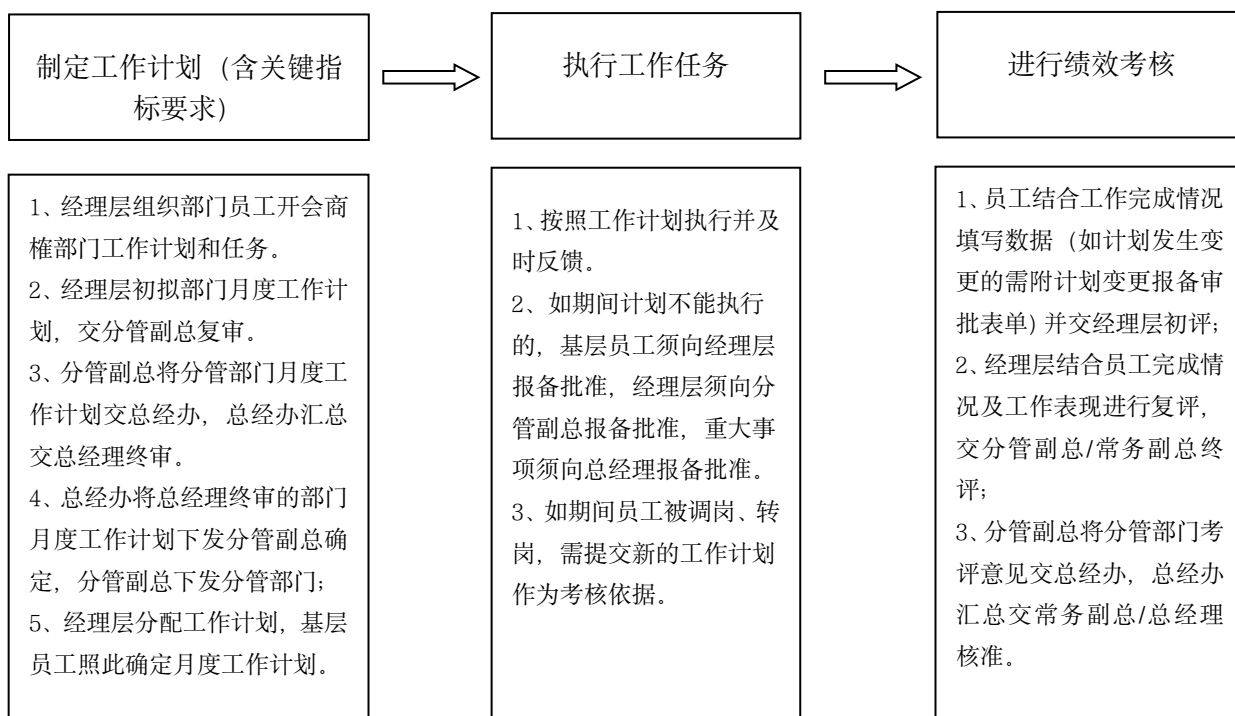 制定工作计划（含关键指
标要求）
执行工作任务
进行绩效考核
1、经理层组织部门员工开会商
榷部门工作计划和任务。
2、经理层初拟部门月度工作计
划，交分管副总复审。
3、分管副总将分管部门月度工
作计划交总经办，总经办汇总
交总经理终审。
4、总经办将总经理终审的部门
月度工作计划下发分管副总确
定，分管副总下发分管部门；
5、经理层分配工作计划，基层
员工照此确定月度工作计划。
1、按照工作计划执行并及
时反馈。
2、如期间计划不能执行
的，基层员工须向经理层
报备批准，经理层须向分
管副总报备批准，重大事
项须向总经理报备批准。
3、如期间员工被调岗、转
岗，需提交新的工作计划
作为考核依据。
1、员工结合工作完成情况
填写数据（如计划发生变
更的需附计划变更报备审
批表单）并交经理层初评；
2、经理层结合员工完成情
况及工作表现进行复评，
交分管副总/常务副总终
评；
3、分管副总将分管部门考
评意见交总经办，总经办
汇总交常务副总/总经理
核准。